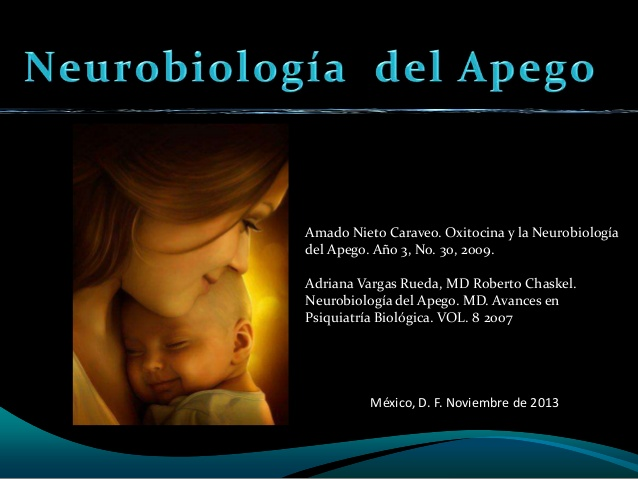 Neurobiología del Apego
Amado Nieto Caraveo. Oxitocina y la Neurobiología
del Apego. Año 3, No. 30, 2009.
Adriana Vargas Rueda, MD Roberto Chaskel.
Neurobiología del Apego. MD. Avances en
Psiquiatría Biológica. VOL. 8 2007
México, D. F. Noviembre de 2013